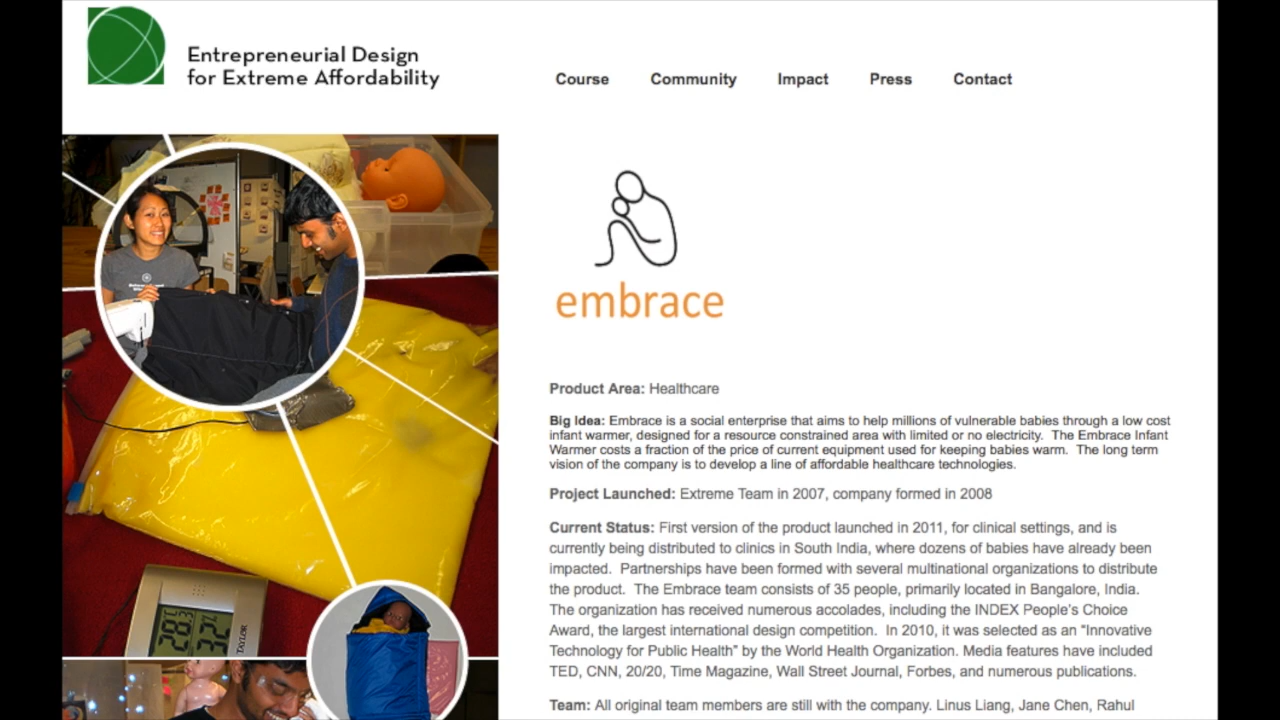 Entrepreneurial Design
for Extreme Affordability
Course Community Impact Press Contact
embrace
Product Area: Healthcare
Big Idea: Embrace is a social enterprise that aims to help millions of vulnerable babies through a low cost
infant warmer, designed for a resource constrained area with limited or no electricity. The Embrace Infant
Warmer costs a fraction of the price of current equipment used for keeping babies warm. The long term
vision of the company is to develop a line of affordable healthcare technologies.
Project Launched: Extreme Team in 2007, company formed in 2008
Current Status: First version of the product launched in 2011, for clinical settings, and is
currently being distributed to clinics in South India, where dozens of babies have already been
impacted. Partnerships have been formed with several multinational organizations to distribute
the product. The Embrace team consists of 35 people, primarily located in Bangalore, India.
The organization has received numerous accolades, including the INDEX People's Choice
Award, the largest international design competition. In 2010, it was selected as an "Innovative
Technology for Public Health" by the World Health Organization. Media features have included
TED, CNN, 20/20, Time Magazine, Wall Street Journal, Forbes, and numerous publications.
Team: All original team members are still with the company. Linus Liang, Jane Chen, Rahul
TAYLOR